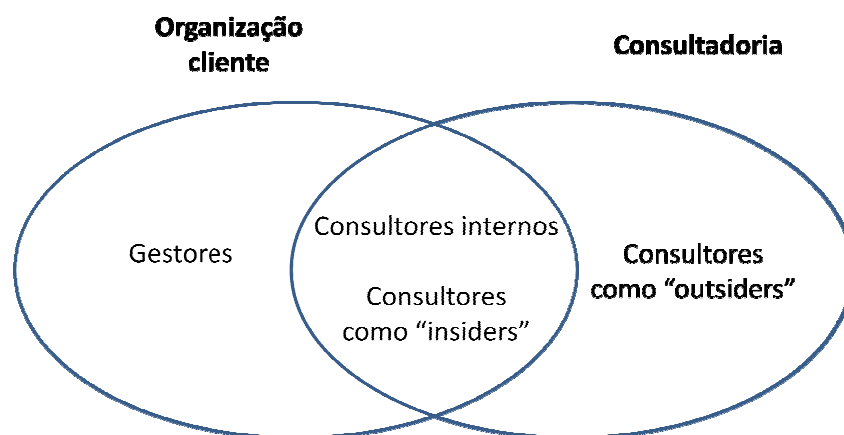 Organização
cliente
Consultadoria
Gestores
Consultores internos
Consultores
como “insiders”
Consultores
como “outsiders”